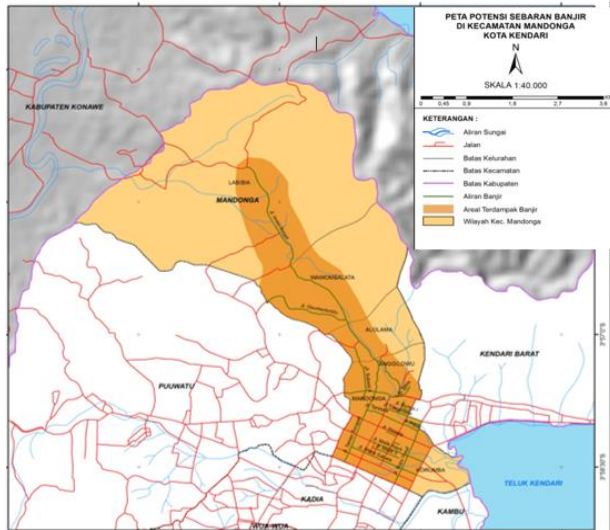 PETA POTENSI SEBARAN BANJIR
DI KECAMATAN MANDONGA
KOTA KENDARI
N
SKALA 1:40.000
0 0.45 0.9 1.8 2.7 3.6
KETERANGAN :
Aliran Sungai
Jalan
Batas Kelurahan
Batas Kecamatan
Batas Kabupaten
Aliran Banjir
Areal Terdampak Banjir
Wilayah Kec. Mandonga
KABUPATEN KONAWE
LABIBIA
MANDONGA
WAWOMBALATA
ALOLAMA
ANGGILOWU
KENDARI BARAT
PUUWATU
MANDONGA
KORUMBA
TELUK KENDARI
KADIA
KAMBU
WUA-WUA